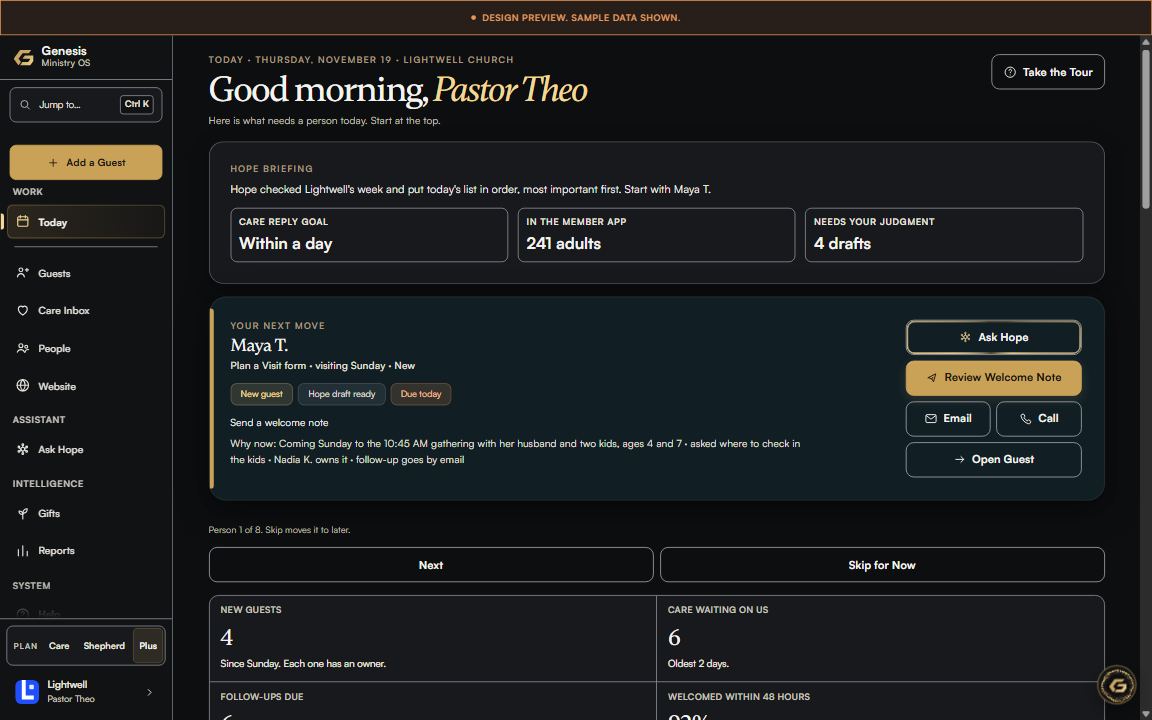 DESIGN PREVIEW. SAMPLE DATA SHOWN.
Genesis
Ministry OS
Jump to...
Ctrl K
Add a Guest
WORK
Today
Guests
Care Inbox
People
Website
ASSISTANT
Ask Hope
INTELLIGENCE
Gifts
Reports
SYSTEM
Help
PLAN
Care
Shepherd
Plus
Lightwell
Pastor Theo
TODAY · THURSDAY, NOVEMBER 19 · LIGHTWELL CHURCH
Good morning, Pastor Theo
Here is what needs a person today. Start at the top.
Take the Tour
HOPE BRIEFING
Hope checked Lightwell's week and put today's list in order, most important first. Start with Maya T.
CARE REPLY GOAL
Within a day
IN THE MEMBER APP
241 adults
NEEDS YOUR JUDGMENT
4 drafts
YOUR NEXT MOVE
Maya T.
Plan a Visit form · visiting Sunday · New
New guest
Hope draft ready
Due today
Send a welcome note
Why now: Coming Sunday to the 10:45 AM gathering with her husband and two kids, ages 4 and 7 · asked where to check in
the kids · Nadia K. owns it · follow-up goes by email
Ask Hope
Review Welcome Note
Email
Call
Open Guest
Person 1 of 8. Skip moves it to later.
Next
Skip for Now
NEW GUESTS
4
Since Sunday. Each one has an owner.
CARE WAITING ON US
6
Oldest 2 days.
FOLLOW-UPS DUE
WELCOMED WITHIN 48 HOURS